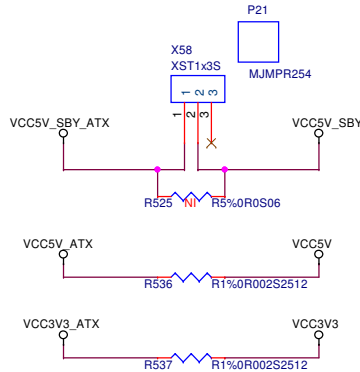 P21
X58
XST1x3S
MJMPR254
1
2
3
1
2
3
VCC5V_SBY_ATX
VCC5V_SBY
R525
NI
R5%0R0S06
VCC5V_ATX
VCC5V
R536
R1%0R002S2512
VCC3V3_ATX
VCC3V3
R537
R1%0R002S2512